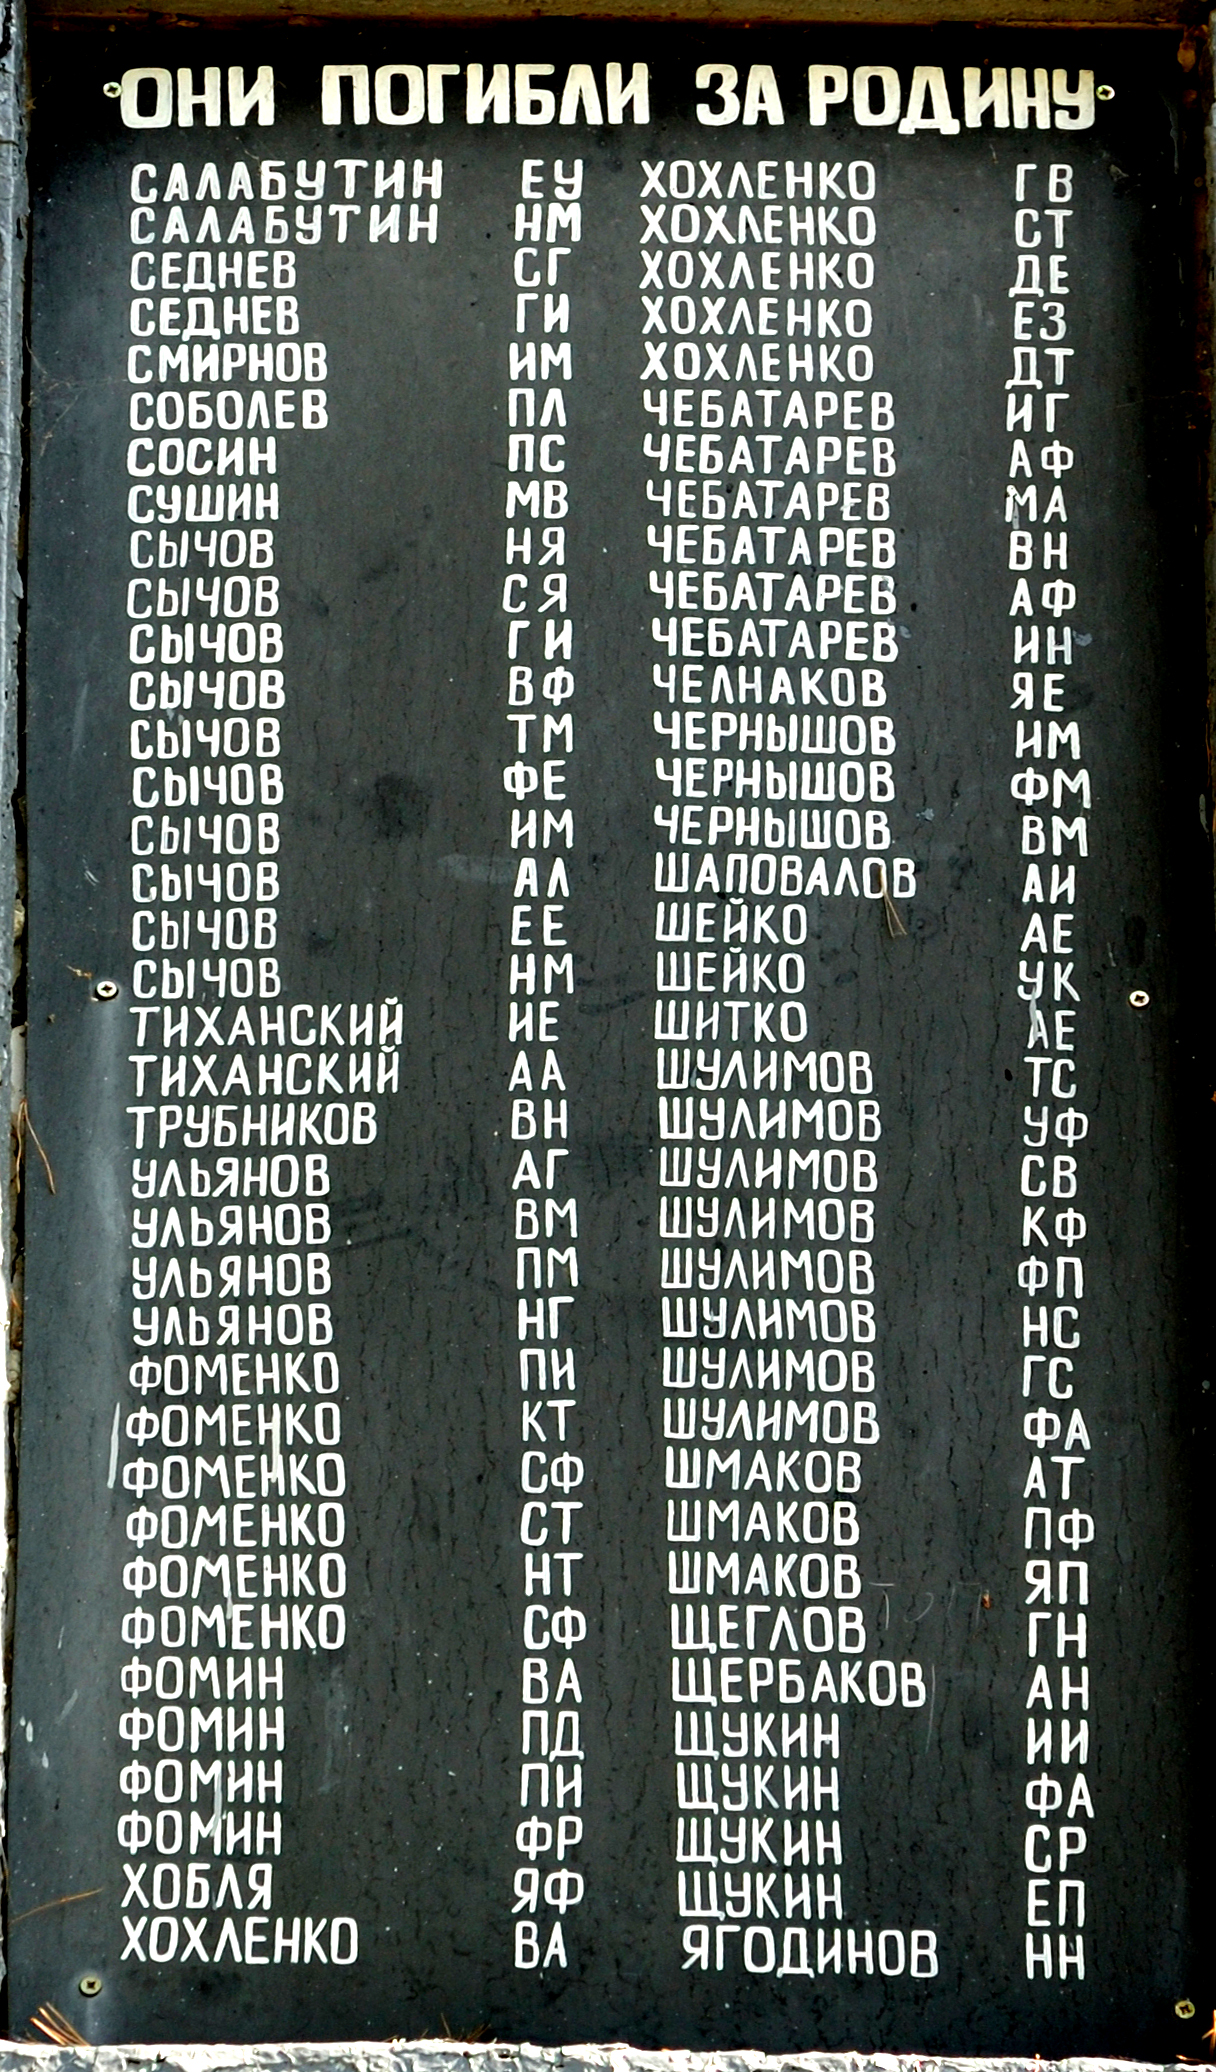 ОНИ ПОГИБЛИ ЗА РОДИНУ
САЛАБУТИН ЕУ
САЛАБУТИН НМ
СЕДНЕВ СГ
СЕДНЕВ ГИ
СМИРНОВ ИМ
СОБОЛЕВ ПЛ
СОСИН ПС
СУШИН МВ
СЫЧОВ НЯ
СЫЧОВ СЯ
СЫЧОВ ГИ
СЫЧОВ ВФ
СЫЧОВ ТМ
СЫЧОВ ФЕ
СЫЧОВ ИМ
СЫЧОВ АЛ
СЫЧОВ ЕЕ
СЫЧОВ НМ
ТИХАНСКИЙ ИЕ
ТИХАНСКИЙ АА
ТРУБНИКОВ ВН
УЛЬЯНОВ АГ
УЛЬЯНОВ ВМ
УЛЬЯНОВ ПМ
УЛЬЯНОВ НГ
ФОМЕНКО ПИ
ФОМЕНКО КТ
ФОМЕНКО СФ
ФОМЕНКО СТ
ФОМЕНКО НТ
ФОМЕНКО СФ
ФОМИН ВА
ФОМИН ПД
ФОМИН ПИ
ФОМИН ФР
ХОБЛЯ ЯФ
ХОХЛЕНКО ВА
ХОХЛЕНКО ГВ
ХОХЛЕНКО СТ
ХОХЛЕНКО ДЕ
ХОХЛЕНКО ЕЗ
ХОХЛЕНКО ДТ
ЧЕБАТАРЕВ ИГ
ЧЕБАТАРЕВ АФ
ЧЕБАТАРЕВ МА
ЧЕБАТАРЕВ ВН
ЧЕБАТАРЕВ АФ
ЧЕБАТАРЕВ ИН
ЧЕЛНАКОВ ЯЕ
ЧЕРНЫШОВ ИМ
ЧЕРНЫШОВ ФМ
ЧЕРНЫШОВ ВМ
ШАПОВАЛОВ АИ
ШЕЙКО АЕ
ШЕЙКО УК
ШИТКО АЕ
ШУЛИМОВ ТС
ШУЛИМОВ УФ
ШУЛИМОВ СВ
ШУЛИМОВ КФ
ШУЛИМОВ ФП
ШУЛИМОВ НС
ШУЛИМОВ ГС
ШУЛИМОВ ФА
ШМАКОВ АТ
ШМАКОВ ПФ
ШМАКОВ ЯП
ЩЕГЛОВ ГН
ЩЕРБАКОВ АН
ЩУКИН ИИ
ЩУКИН ФА
ЩУКИН СР
ЩУКИН ЕП
ЯГОДИНОВ НН